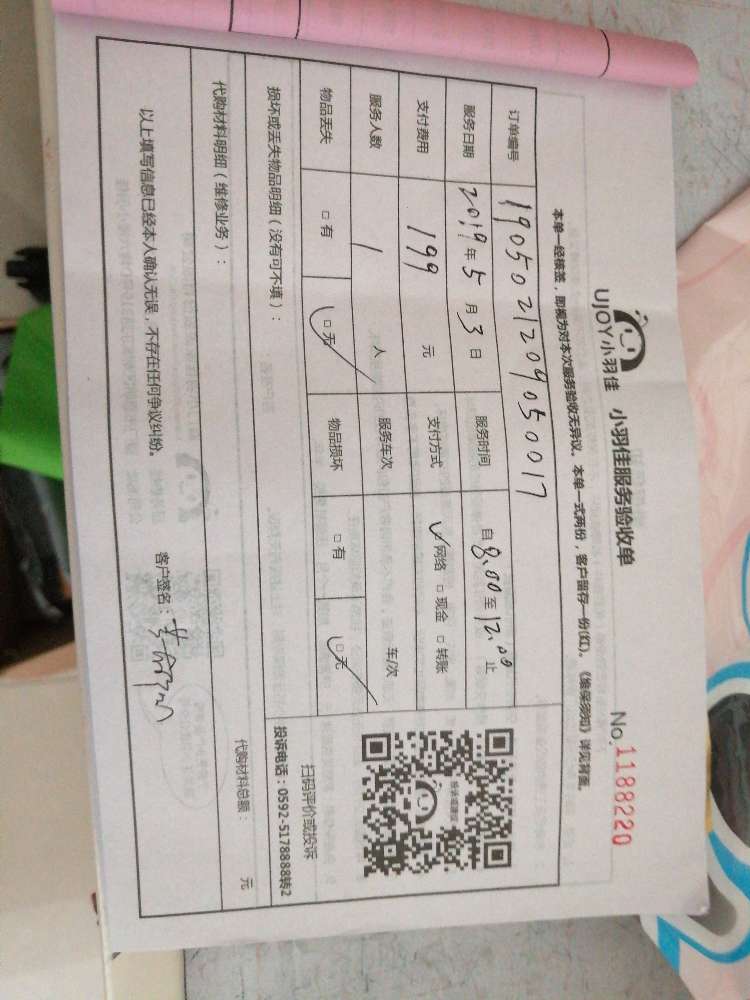 UJOY小羽佳 小羽佳服务验收单 No.1188220
本单一经核签，即视为对本次服务验收无异议。本单一式两份，客户留存一份(红)。《维保须知》详见背面。
订单编号 190502120905 0017
服务日期 2019年5月3日 服务时间 自8:00至12:00止
支付费用 199 元 支付方式 ✓网络 □现金 □转账
服务人数 1 人 服务车次 车/次
物品丢失 □有 □无✓ 物品损坏 □有 □无✓
投诉或建议
扫码评价或投诉
投诉电话：0592-5178888转2
损坏或丢失物品明细（没有可不填）：
代购材料明细（维修业务）：
代购材料总额： 元
以上填写信息已经本人确认无误，不存在任何争议纠纷。 客户签名：